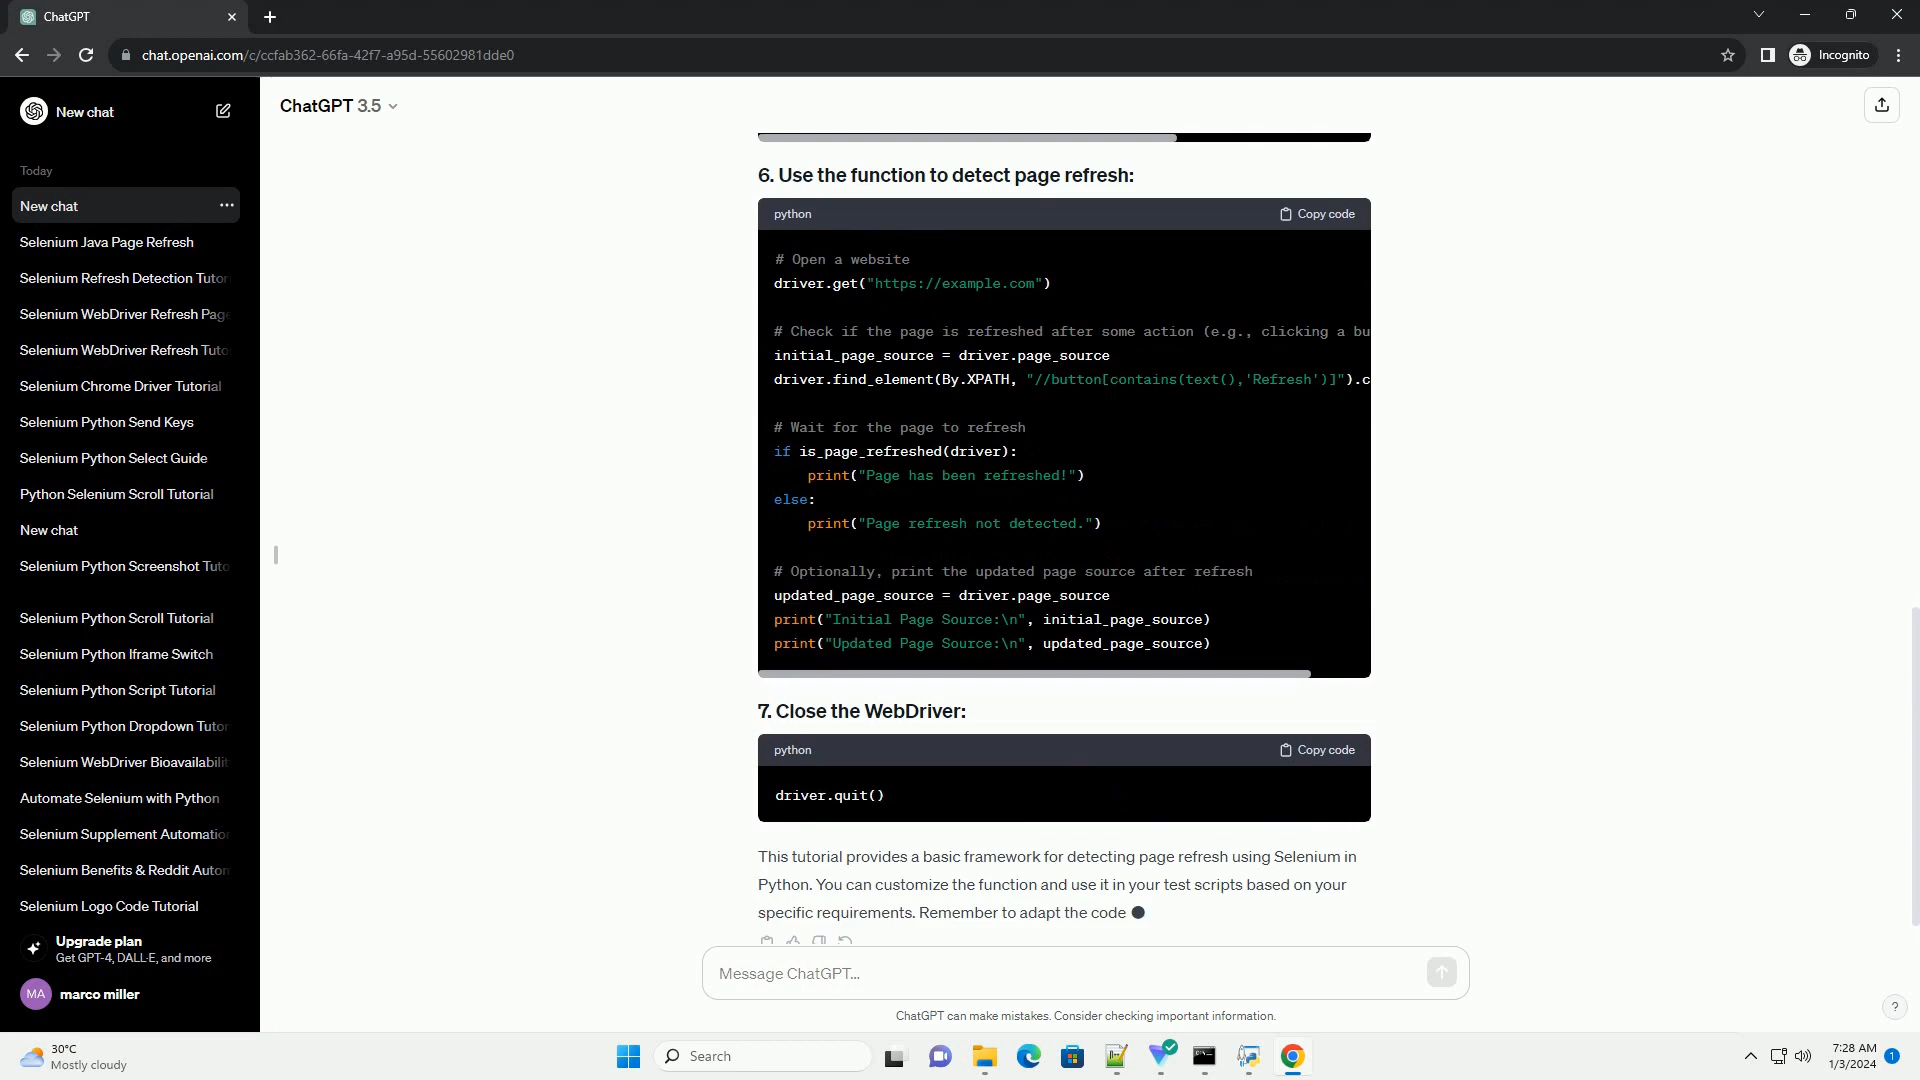 ChatGPT
chat.openai.com/c/ccfab362-66fa-42f7-a95d-55602981dde0
Incognito
New chat
ChatGPT 3.5
Today
New chat
Selenium Java Page Refresh
Selenium Refresh Detection Tutor
Selenium WebDriver Refresh Page
Selenium WebDriver Refresh Tuto
Selenium Chrome Driver Tutorial
Selenium Python Send Keys
Selenium Python Select Guide
Python Selenium Scroll Tutorial
New chat
Selenium Python Screenshot Tuto
Selenium Python Scroll Tutorial
Selenium Python Iframe Switch
Selenium Python Script Tutorial
Selenium Python Dropdown Tutor
Selenium WebDriver Bioavailabilit
Automate Selenium with Python
Selenium Supplement Automation
Selenium Benefits & Reddit Autom
Selenium Logo Code Tutorial
Upgrade plan
Get GPT-4, DALL·E, and more
MA marco miller
6. Use the function to detect page refresh:
python Copy code
# Open a website
driver.get("https://example.com")
# Check if the page is refreshed after some action (e.g., clicking a bu
initial_page_source = driver.page_source
driver.find_element(By.XPATH, "//button[contains(text(),'Refresh')]").c
# Wait for the page to refresh
if is_page_refreshed(driver):
print("Page has been refreshed!")
else:
print("Page refresh not detected.")
# Optionally, print the updated page source after refresh
updated_page_source = driver.page_source
print("Initial Page Source:\n", initial_page_source)
print("Updated Page Source:\n", updated_page_source)
7. Close the WebDriver:
python Copy code
driver.quit()
This tutorial provides a basic framework for detecting page refresh using Selenium in
Python. You can customize the function and use it in your test scripts based on your
specific requirements. Remember to adapt the code
Message ChatGPT...
ChatGPT can make mistakes. Consider checking important information.
?
30°C
Mostly cloudy
Search
7:28 AM
1/3/2024
1